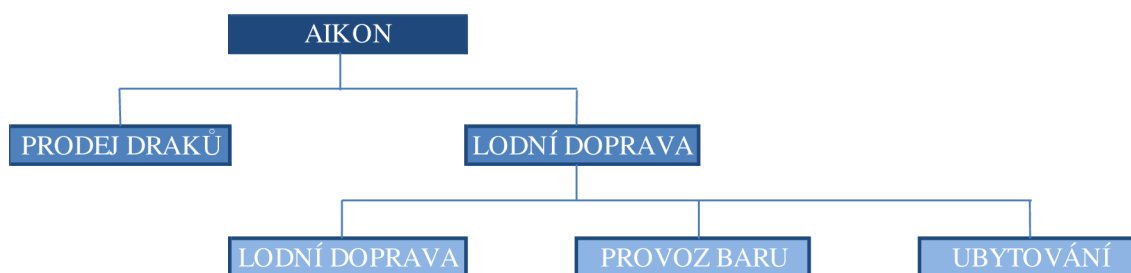 AIKON
PRODEJ DRAKŮ
LODNÍ DOPRAVA
LODNÍ DOPRAVA
PROVOZ BARU
UBYTOVÁNÍ